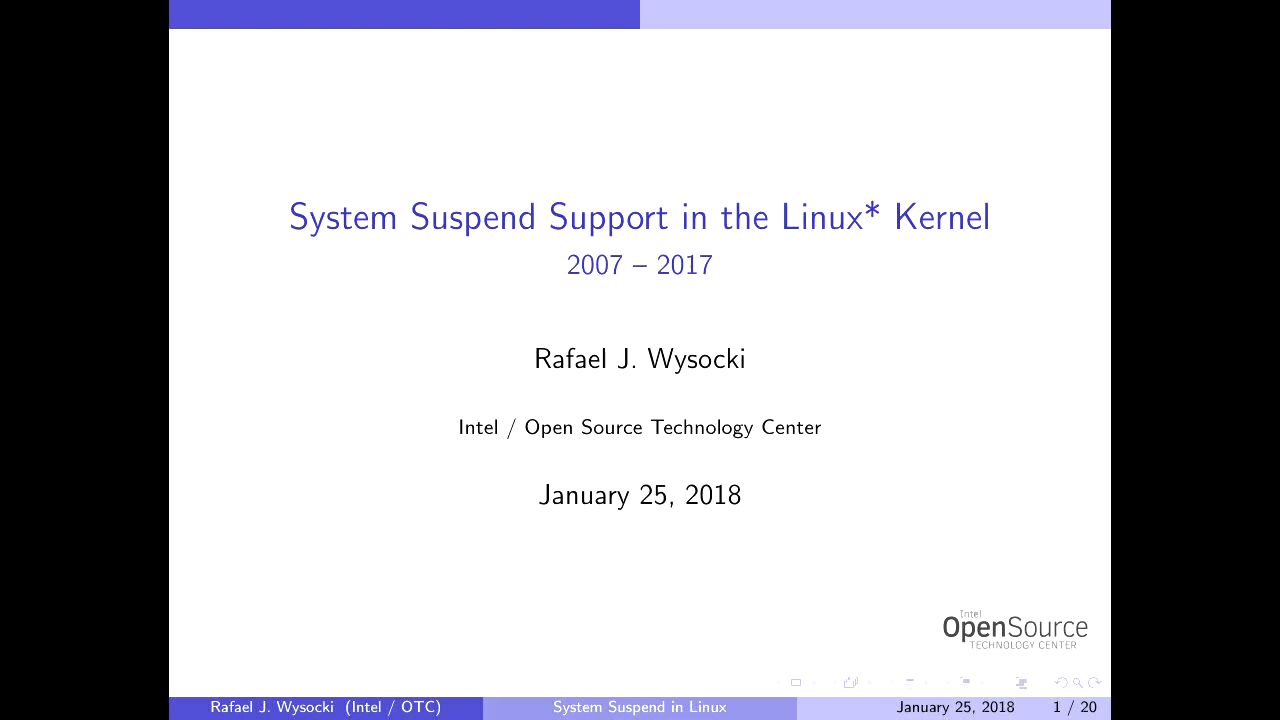 System Suspend Support in the Linux* Kernel
2007 – 2017
Rafael J. Wysocki
Intel / Open Source Technology Center
January 25, 2018
Intel
OpenSource
TECHNOLOGY CENTER
Rafael J. Wysocki (Intel / OTC) System Suspend in Linux January 25, 2018 1 / 20